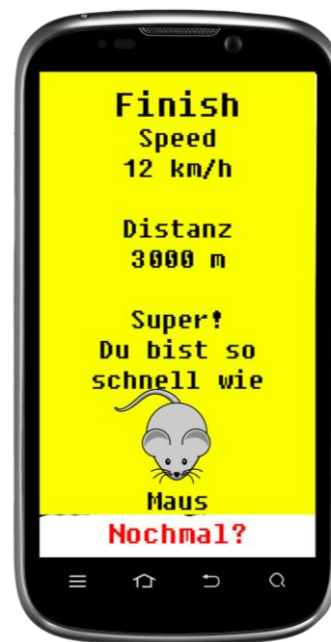 Finish
Speed
12 km/h
Distanz
3000 m
Super!
Du bist so
schnell wie
Maus
Nochmal?